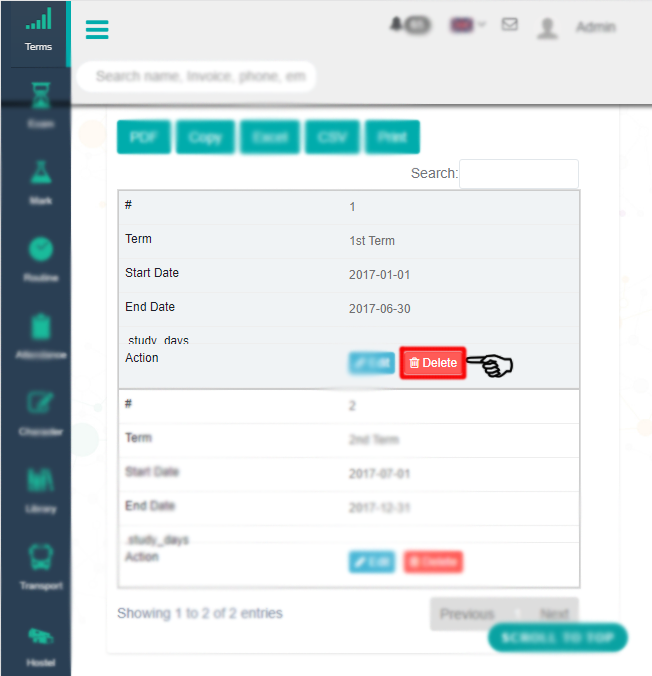 Terms
Exam
Mark
Routine
Attendance
Character
Library
Transport
Hostel
Admin
Search name, Invoice, phone, em
PDF Copy Excel CSV Print
Search:
# 1
Term 1st Term
Start Date 2017-01-01
End Date 2017-06-30
.study_days
Action Edit Delete
# 2
Term 2nd Term
Start Date 2017-07-01
End Date 2017-12-31
.study_days
Action Edit Delete
Showing 1 to 2 of 2 entries
Previous 1 Next
SCROLL TO TOP